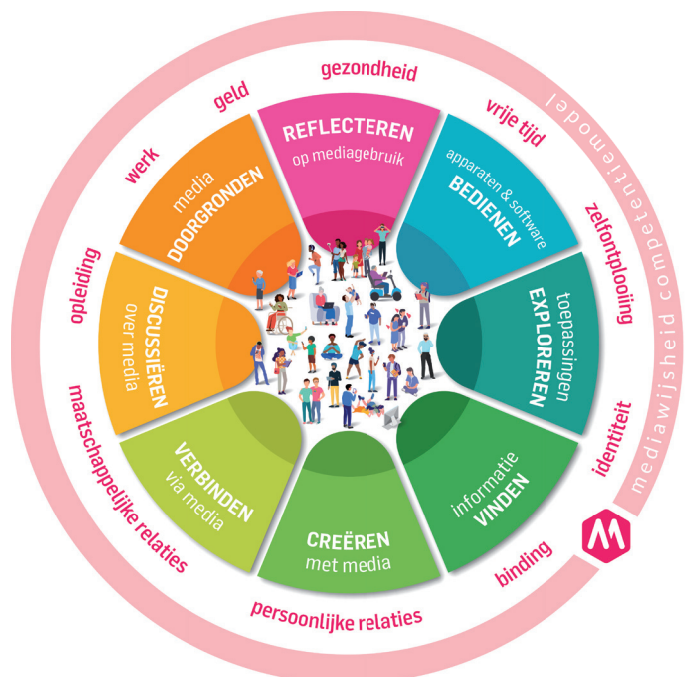 gezondheid
vrije tijd
zelfontplooiing
identiteit
binding
persoonlijke relaties
maatschappelijke relaties
opleiding
werk
geld
mediawijsheid competentiemodel
REFLECTEREN
op mediagebruik
apparaten & software
BEDIENEN
toepassingen
EXPLOREREN
informatie
VINDEN
CREËREN
met media
VERBINDEN
via media
DISCUSSIËREN
over media
media
DOORGRONDEN